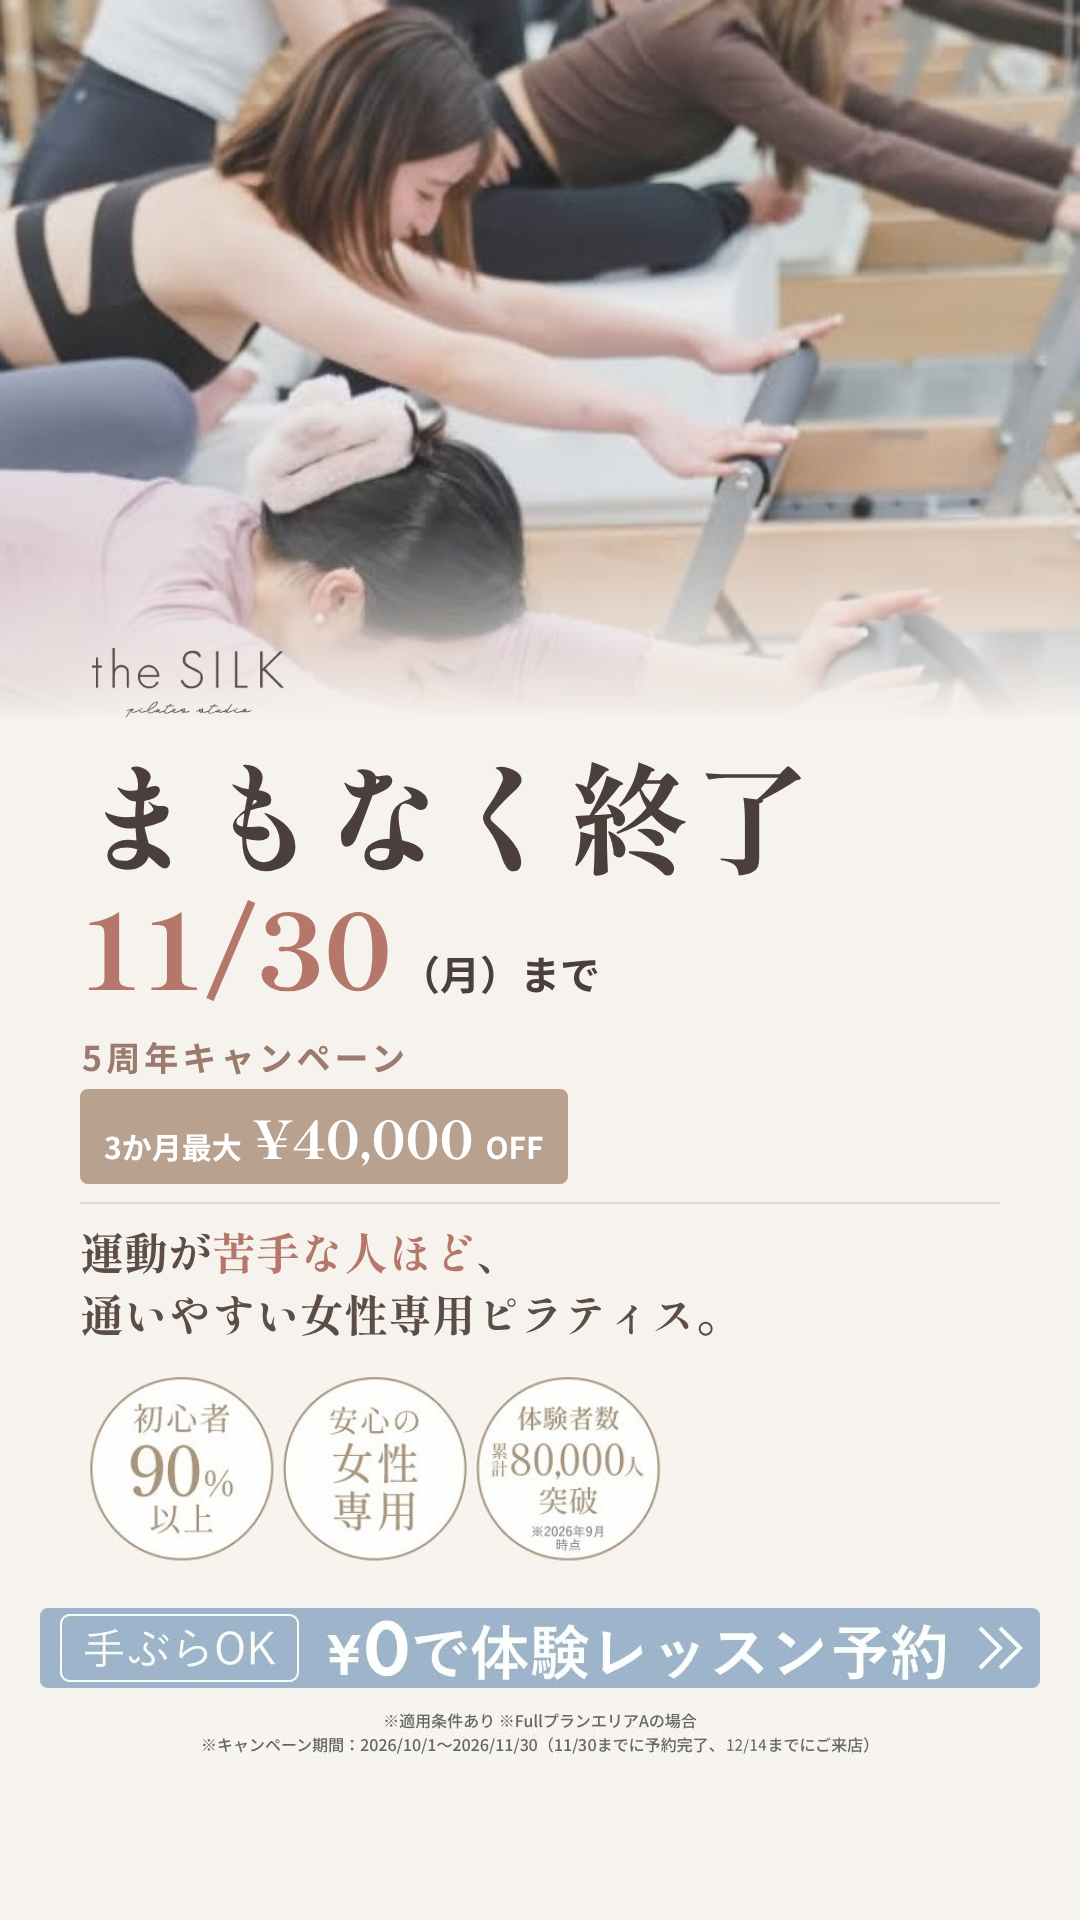 the SILK
pilates studio
まもなく終了
11/30（月）まで
5周年キャンペーン
3か月最大 ¥40,000 OFF
運動が苦手な人ほど、
通いやすい女性専用ピラティス。
初心者
90%
以上
安心の
女性
専用
体験者数
累計80,000人
突破
※2026年9月
時点
手ぶらOK ¥0で体験レッスン予約
※適用条件あり ※FullプランエリアAの場合
※キャンペーン期間：2026/10/1〜2026/11/30（11/30までに予約完了、12/14までにご来店）